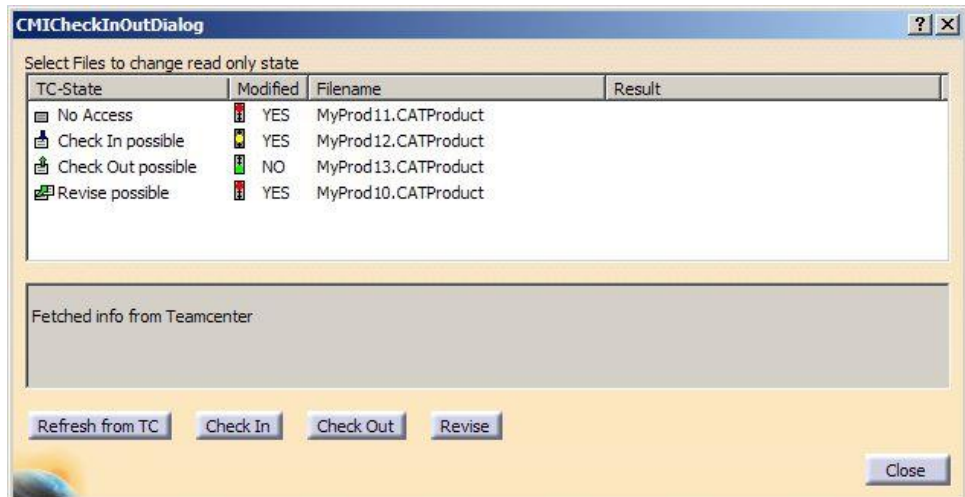 CMICheckInOutDialog
? X
Select Files to change read only state
TC-State Modified Filename Result
No Access YES MyProd11.CATProduct
Check In possible YES MyProd12.CATProduct
Check Out possible NO MyProd13.CATProduct
Revise possible YES MyProd10.CATProduct
Fetched info from Teamcenter
Refresh from TC Check In Check Out Revise
Close